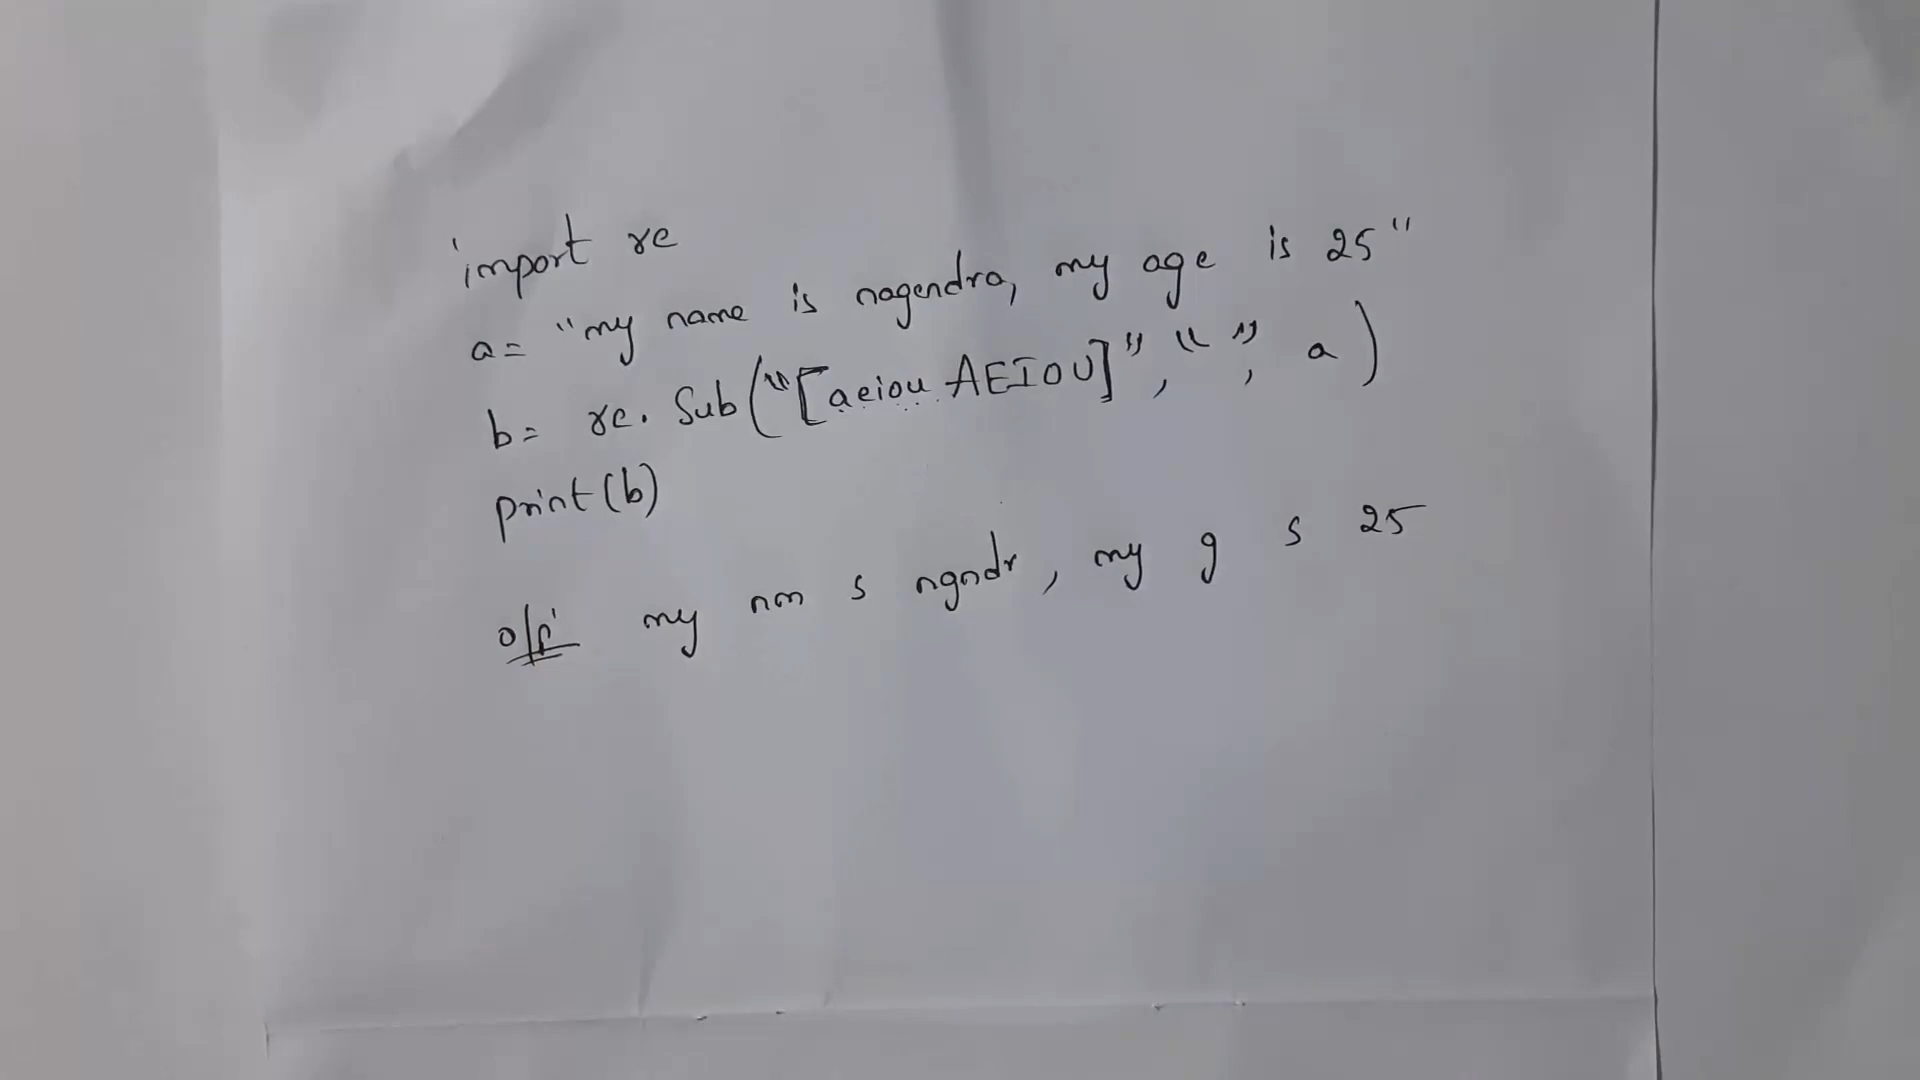 import re
a= "my name is nagendra, my age is 25"
b= re. Sub("[aeiou AEIOU]", " ", a)
print(b)
o/p my nm s ngndr, my g s 25